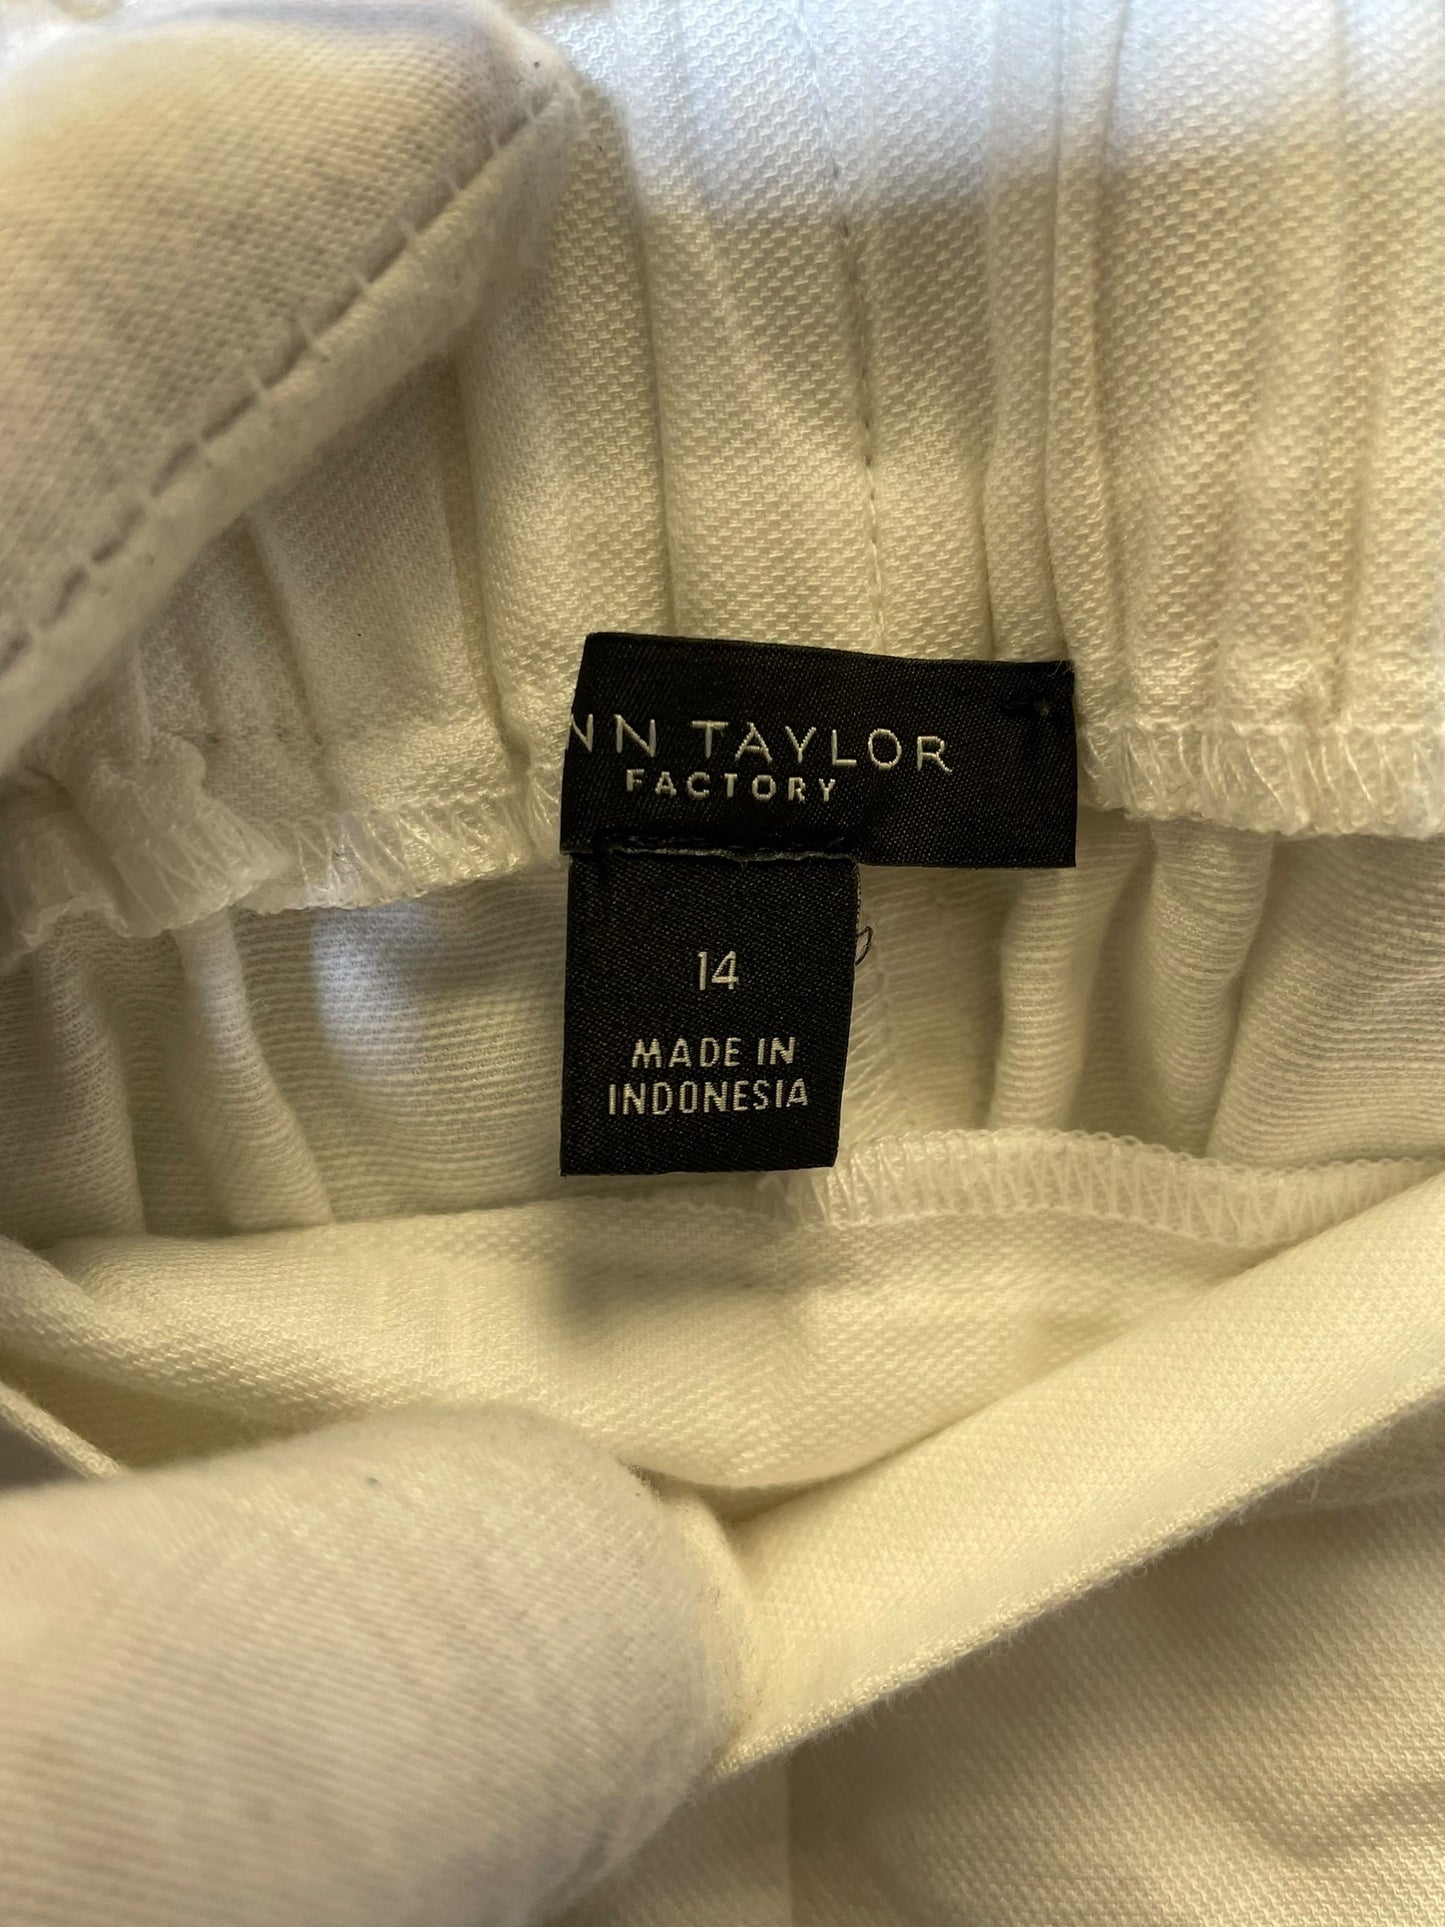 NN TAYLOR
FACTORY
14
MADE IN
INDONESIA